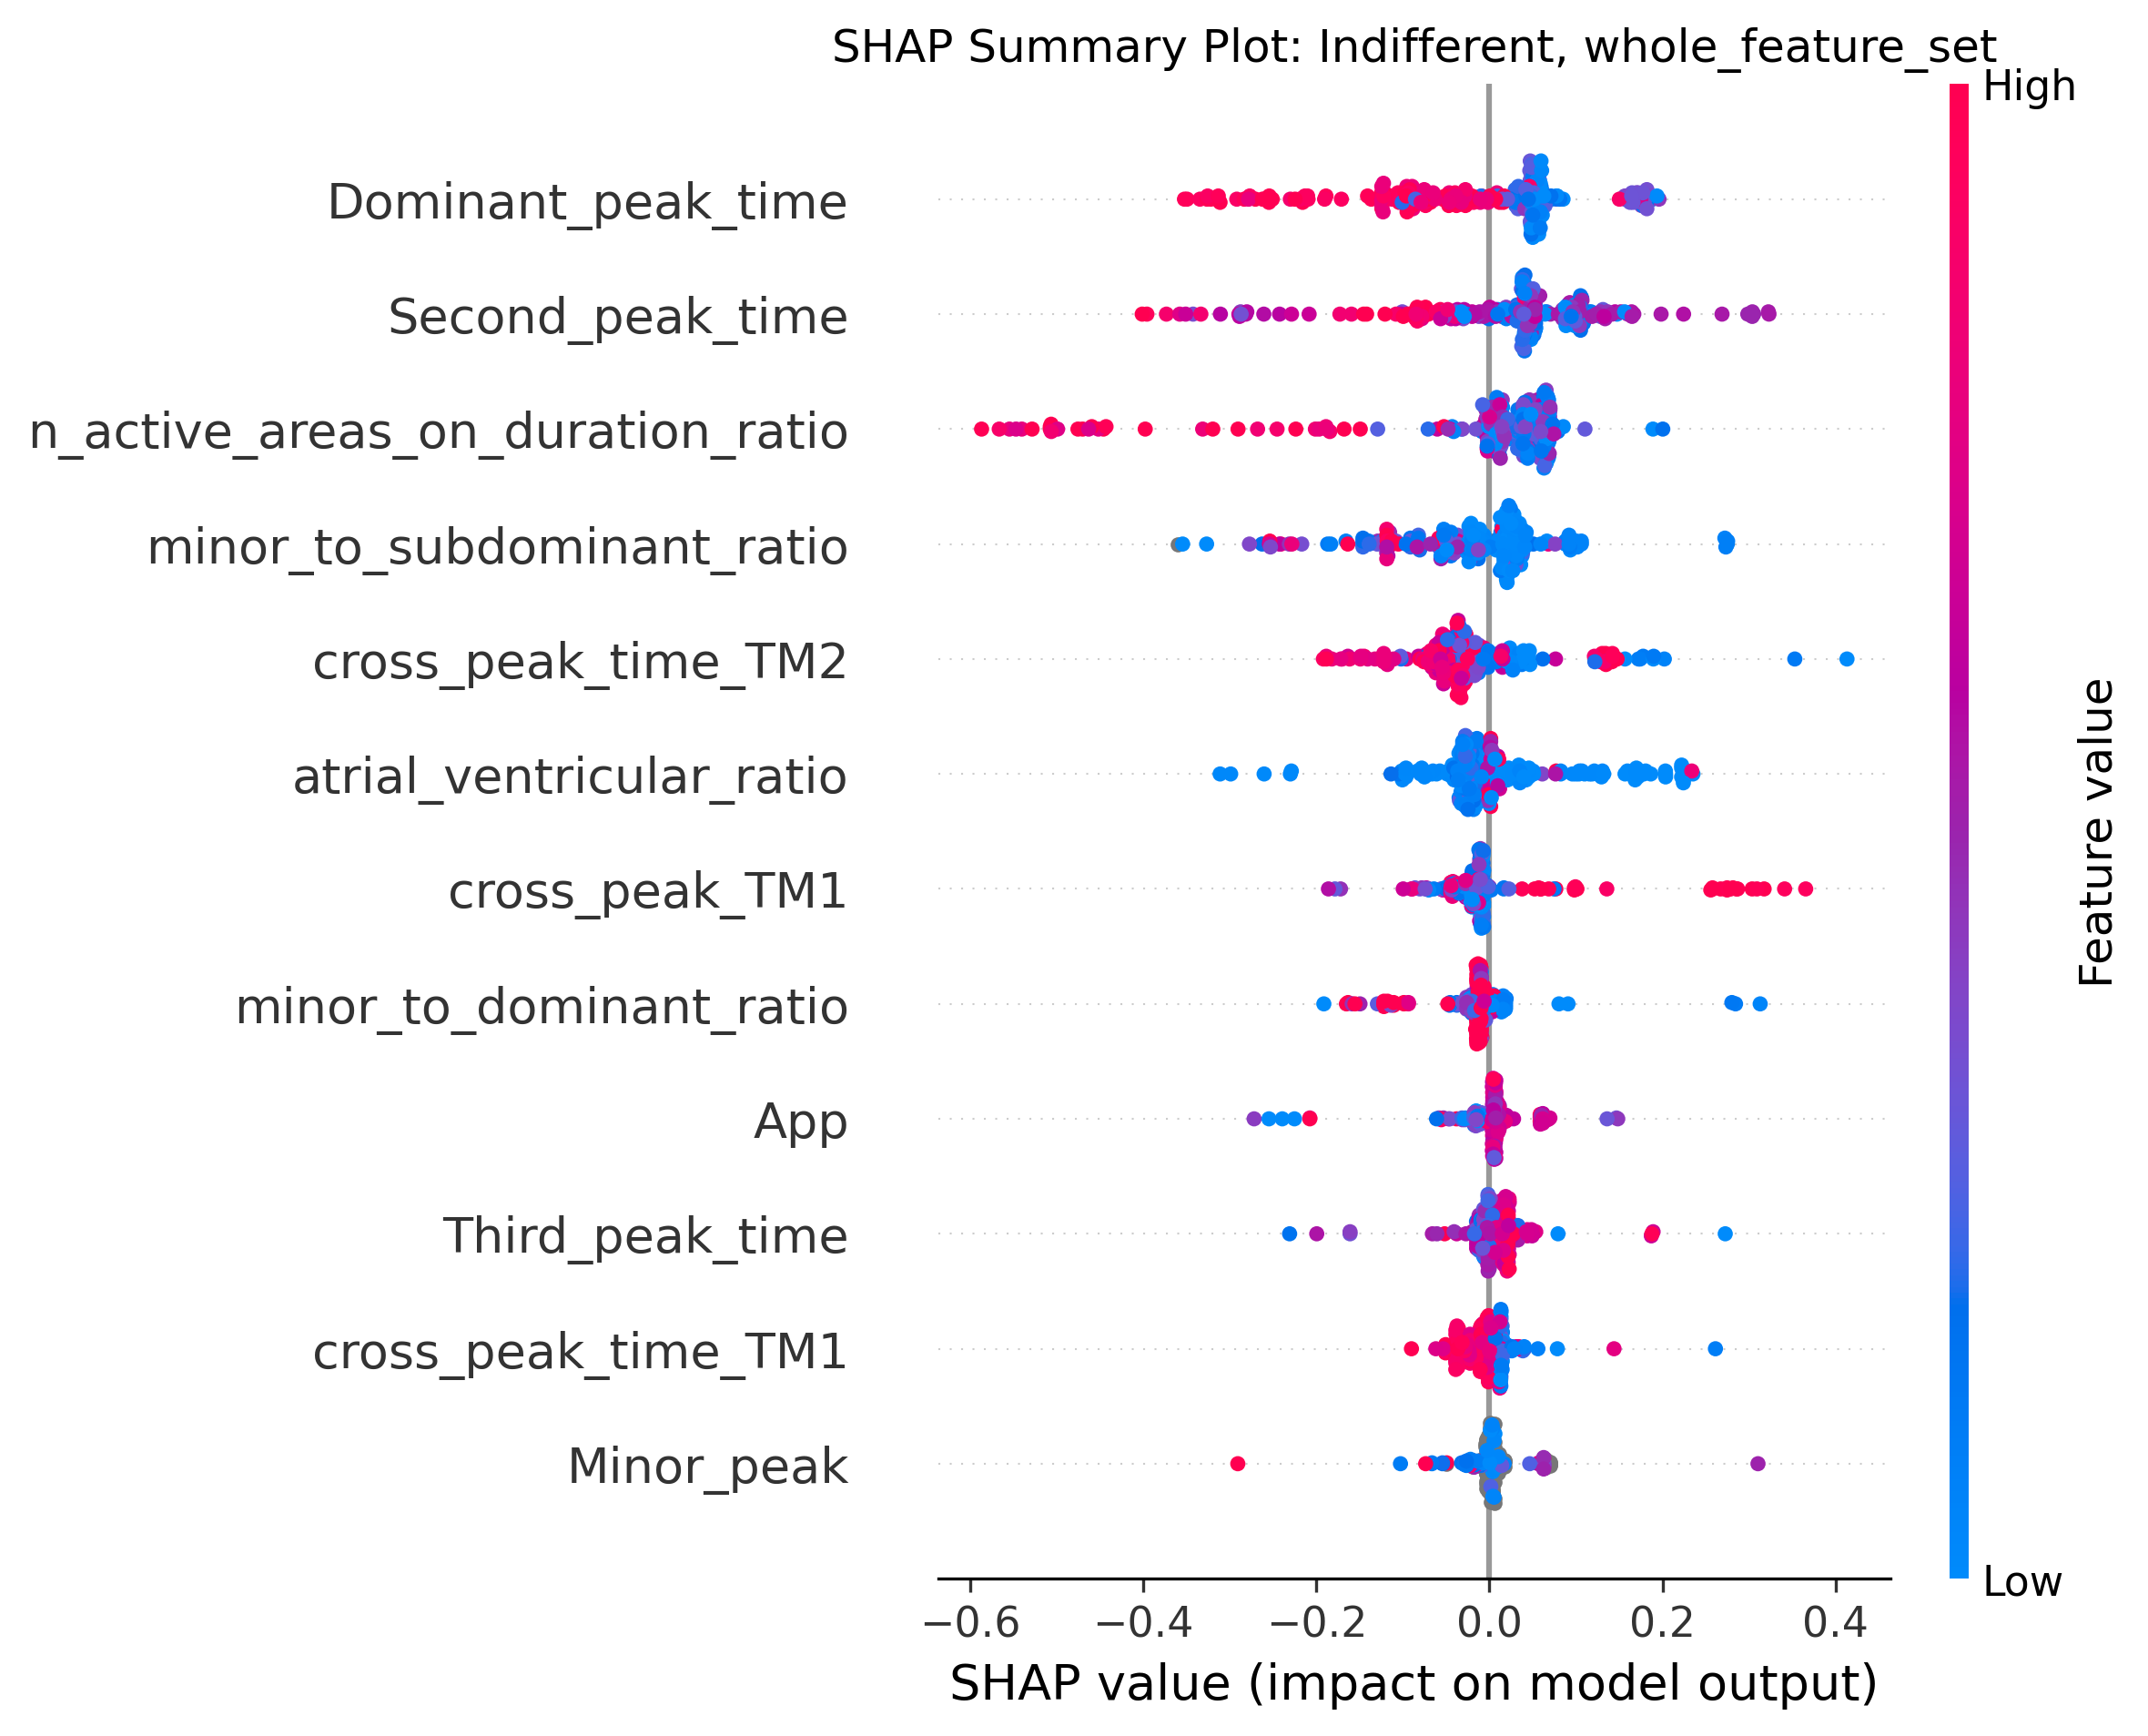 SHAP Summary Plot: Indifferent, whole_feature_set
High
Dominant_peak_time
Second_peak_time
n_active_areas_on_duration_ratio
minor_to_subdominant_ratio
cross_peak_time_TM2
atrial_ventricular_ratio
cross_peak_TM1
minor_to_dominant_ratio
App
Third_peak_time
cross_peak_time_TM1
Minor_peak
Feature value
Low
−0.6 −0.4 −0.2 0.0 0.2 0.4
SHAP value (impact on model output)